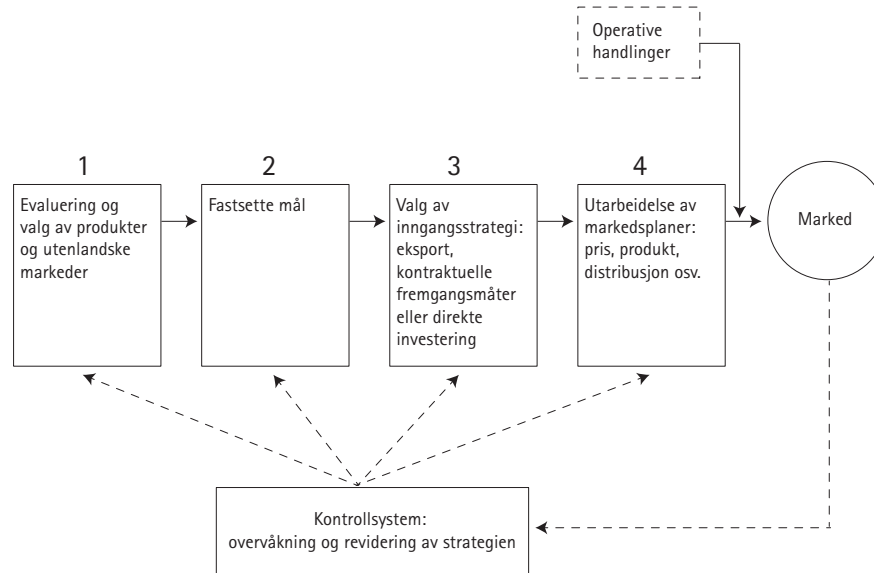 Operative
handlinger
1
2
3
4
Evaluering og
valg av produkter
og utenlandske
markeder
Fastsette mål
Valg av
inngangsstrategi:
eksport,
kontraktuelle
fremgangsmåter
eller direkte
investering
Utarbeidelse av
markedsplaner:
pris, produkt,
distribusjon osv.
Marked
Kontrollsystem:
overvåkning og revidering av strategien